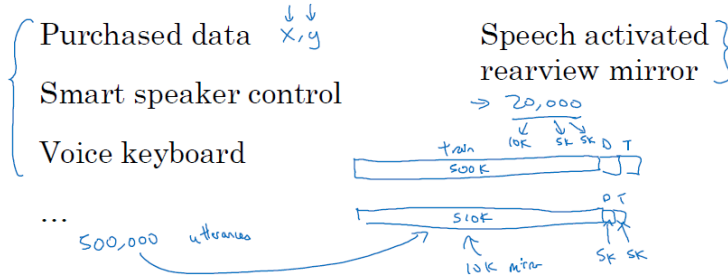 Purchased data x,y
Smart speaker control
Voice keyboard
...
500,000 utterances
Speech activated
rearview mirror
→ 20,000
10K 5K 5K
train D T
500K
D T
510K
10K mirror
5K 5K